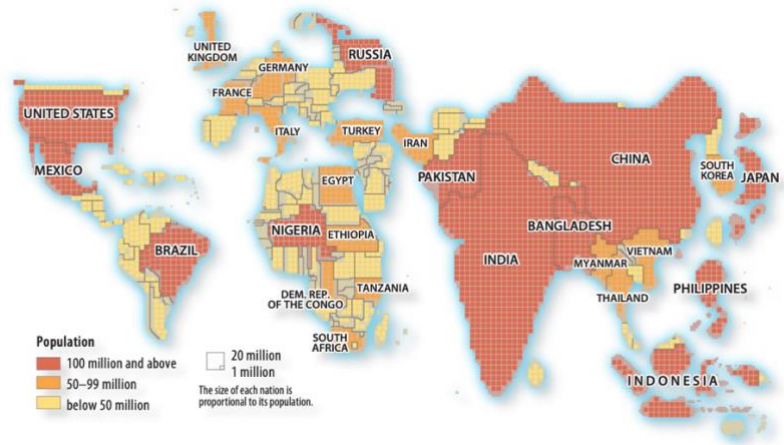 UNITED
KINGDOM
GERMANY
RUSSIA
FRANCE
UNITED STATES
ITALY
TURKEY
IRAN
CHINA
MEXICO
EGYPT
PAKISTAN
SOUTH
KOREA
JAPAN
NIGERIA
ETHIOPIA
BANGLADESH
BRAZIL
INDIA
VIETNAM
MYANMAR
DEM. REP.
OF THE CONGO
TANZANIA
THAILAND
PHILIPPINES
SOUTH
AFRICA
INDONESIA
Population
100 million and above
50–99 million
below 50 million
20 million
1 million
The size of each nation is
proportional to its population.